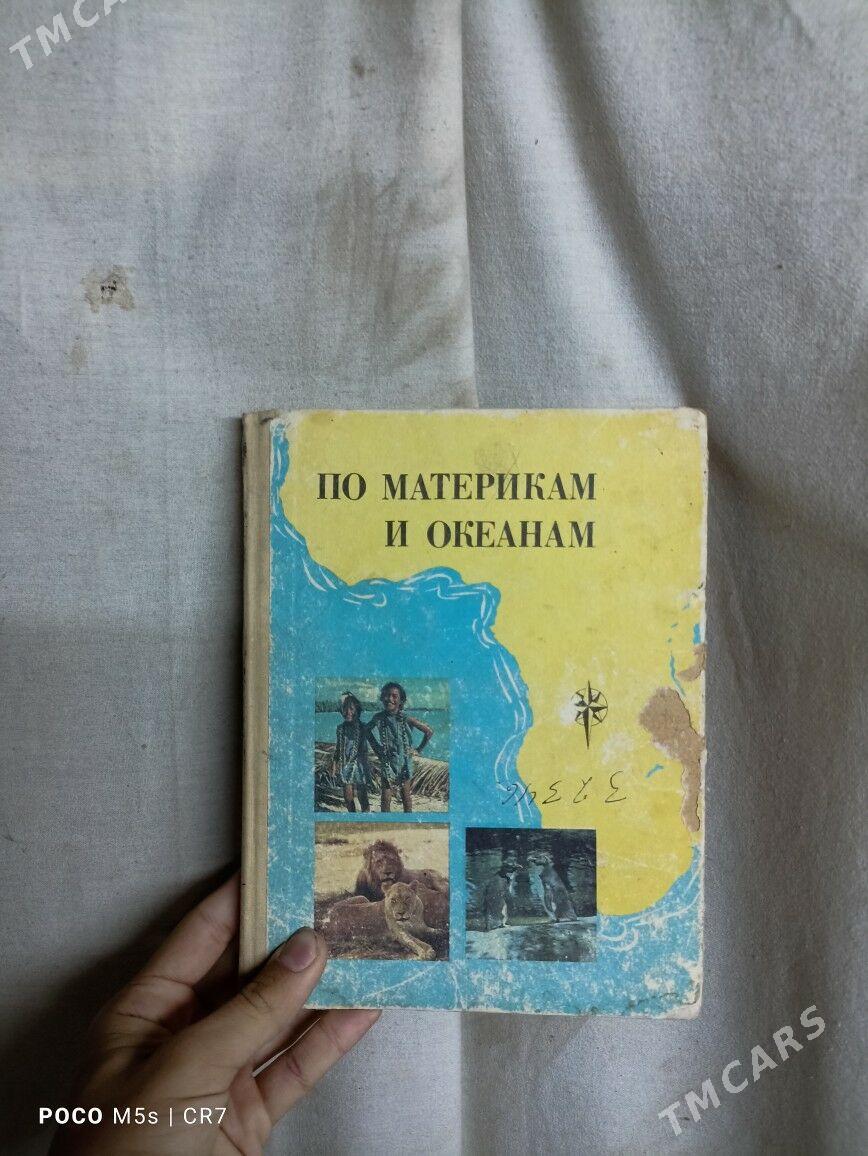 TMCARS
ПО МАТЕРИКАМ
И ОКЕАНАМ
POCO M5s | CR7
TMCARS